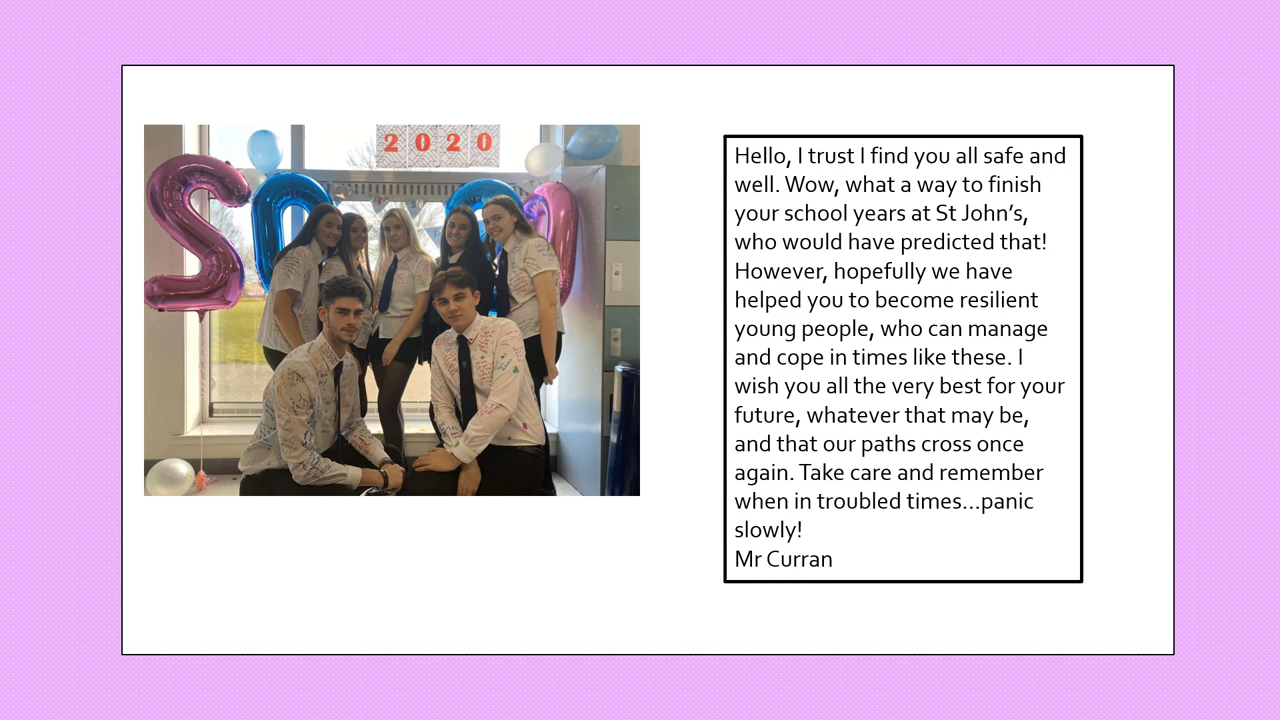 2020
Hello, I trust I find you all safe and
well. Wow, what a way to finish
your school years at St John's,
who would have predicted that!
However, hopefully we have
helped you to become resilient
young people, who can manage
and cope in times like these. I
wish you all the very best for your
future, whatever that may be,
and that our paths cross once
again. Take care and remember
when in troubled times...panic
slowly!
Mr Curran